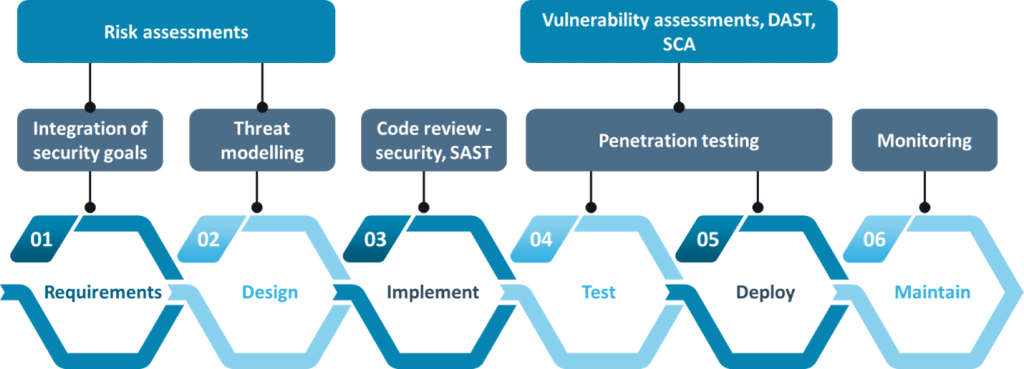 Risk assessments
Vulnerability assessments, DAST,
SCA
Integration of
security goals
Threat
modelling
Code review -
security, SAST
Penetration testing
Monitoring
01
02
03
04
05
06
Requirements
Design
Implement
Test
Deploy
Maintain